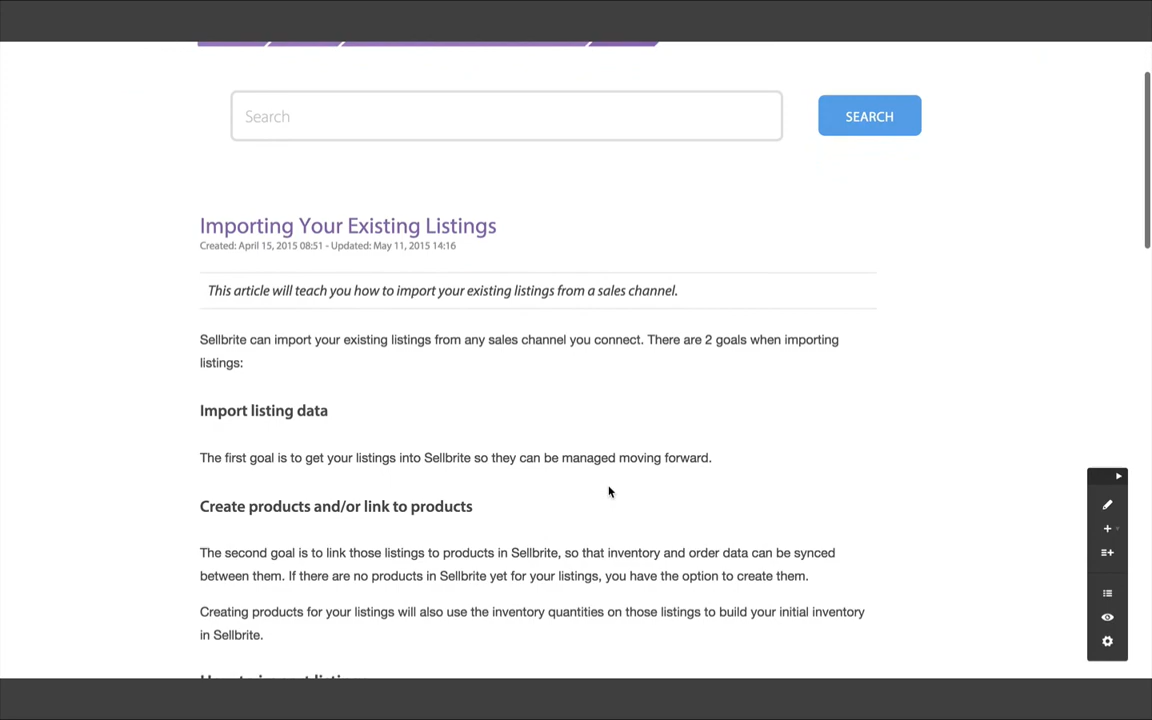 Search
SEARCH
Importing Your Existing Listings
Created: April 15, 2015 08:51 - Updated: May 11, 2015 14:16
This article will teach you how to import your existing listings from a sales channel.
Sellbrite can import your existing listings from any sales channel you connect. There are 2 goals when importing
listings:
Import listing data
The first goal is to get your listings into Sellbrite so they can be managed moving forward.
Create products and/or link to products
The second goal is to link those listings to products in Sellbrite, so that inventory and order data can be synced
between them. If there are no products in Sellbrite yet for your listings, you have the option to create them.
Creating products for your listings will also use the inventory quantities on those listings to build your initial inventory
in Sellbrite.